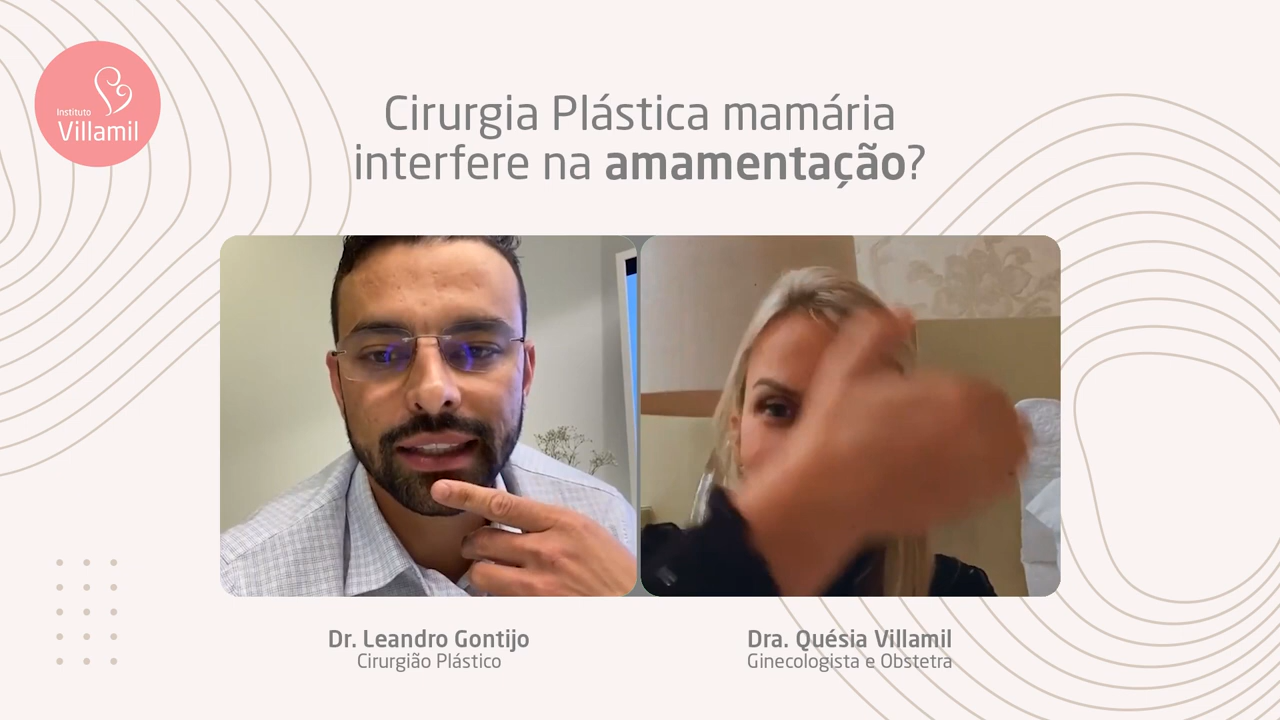 Instituto
Villamil
Cirurgia Plástica mamária
interfere na amamentação?
Dr. Leandro Gontijo
Cirurgião Plástico
Dra. Quésia Villamil
Ginecologista e Obstetra